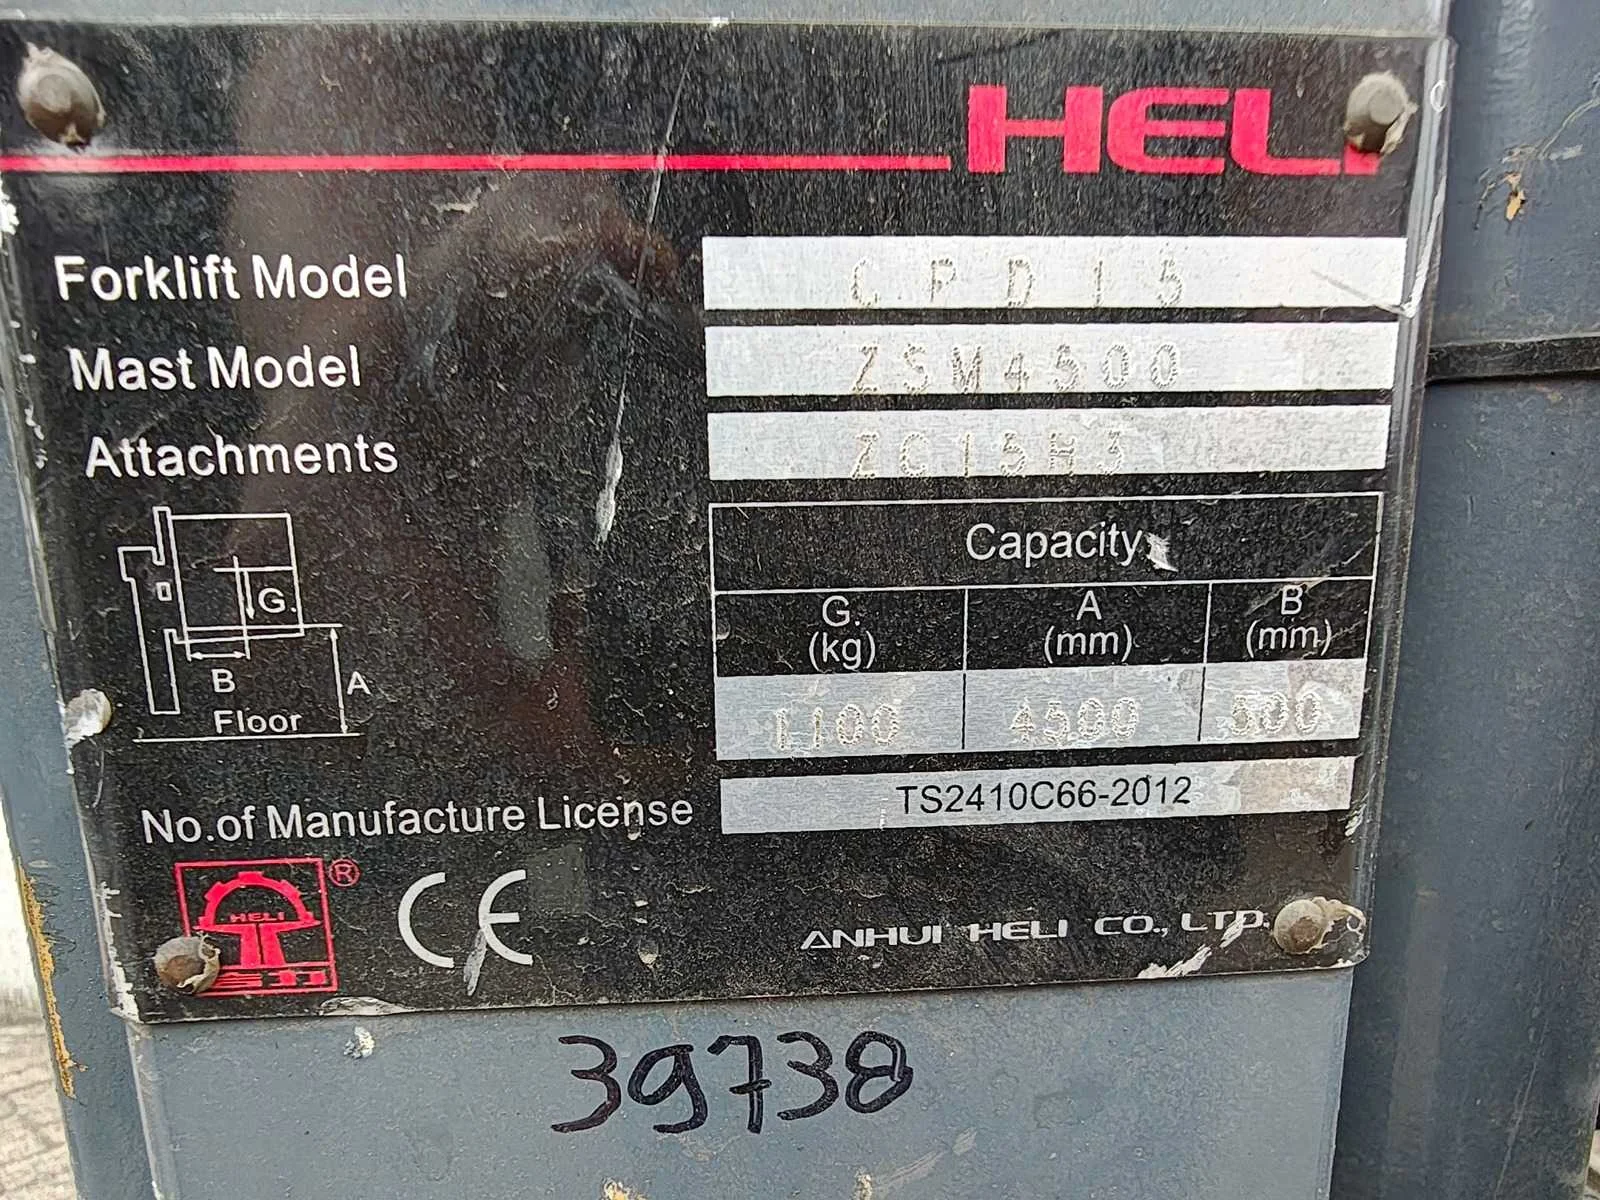 HELI
Forklift Model CPD15
Mast Model ZSM4500
Attachments ZC15H3
Capacity
G. (kg) A (mm) B (mm)
1100 4500 500
G.
B
A
Floor
No.of Manufacture License TS2410C66-2012
HELI
®
CE
ANHUI HELI CO., LTD.
39738